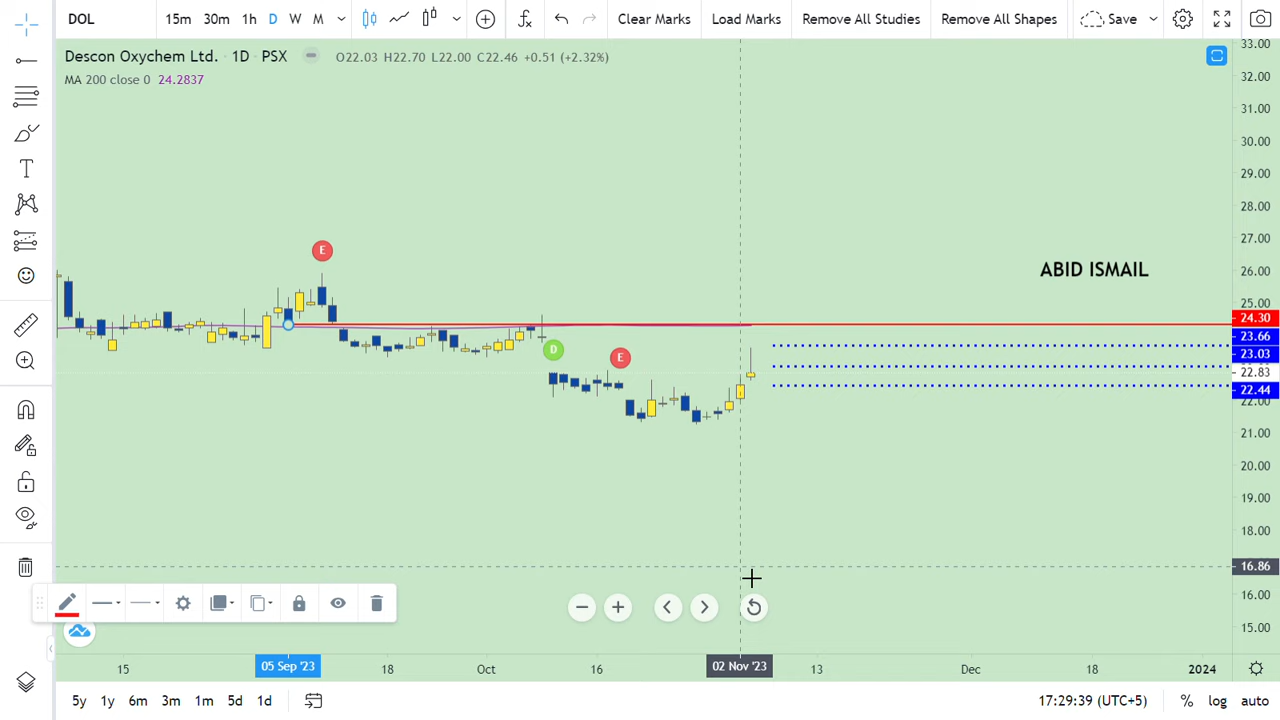 DOL 15m 30m 1h D W M Clear Marks Load Marks Remove All Studies Remove All Shapes Save
Descon Oxychem Ltd. · 1D · PSX O22.03 H22.70 L22.00 C22.46 +0.51 (+2.32%)
MA 200 close 0 24.2837
33.00
32.00
31.00
30.00
29.00
28.00
27.00
E
ABID ISMAIL
26.00
25.00
24.30
23.66
D
E
23.03
22.83
22.44
22.00
21.00
20.00
19.00
18.00
16.86
16.00
15.00
15 05 Sep '23 18 Oct 16 02 Nov '23 13 Dec 18 2024
5y 1y 6m 3m 1m 5d 1d 17:29:39 (UTC+5) % log auto